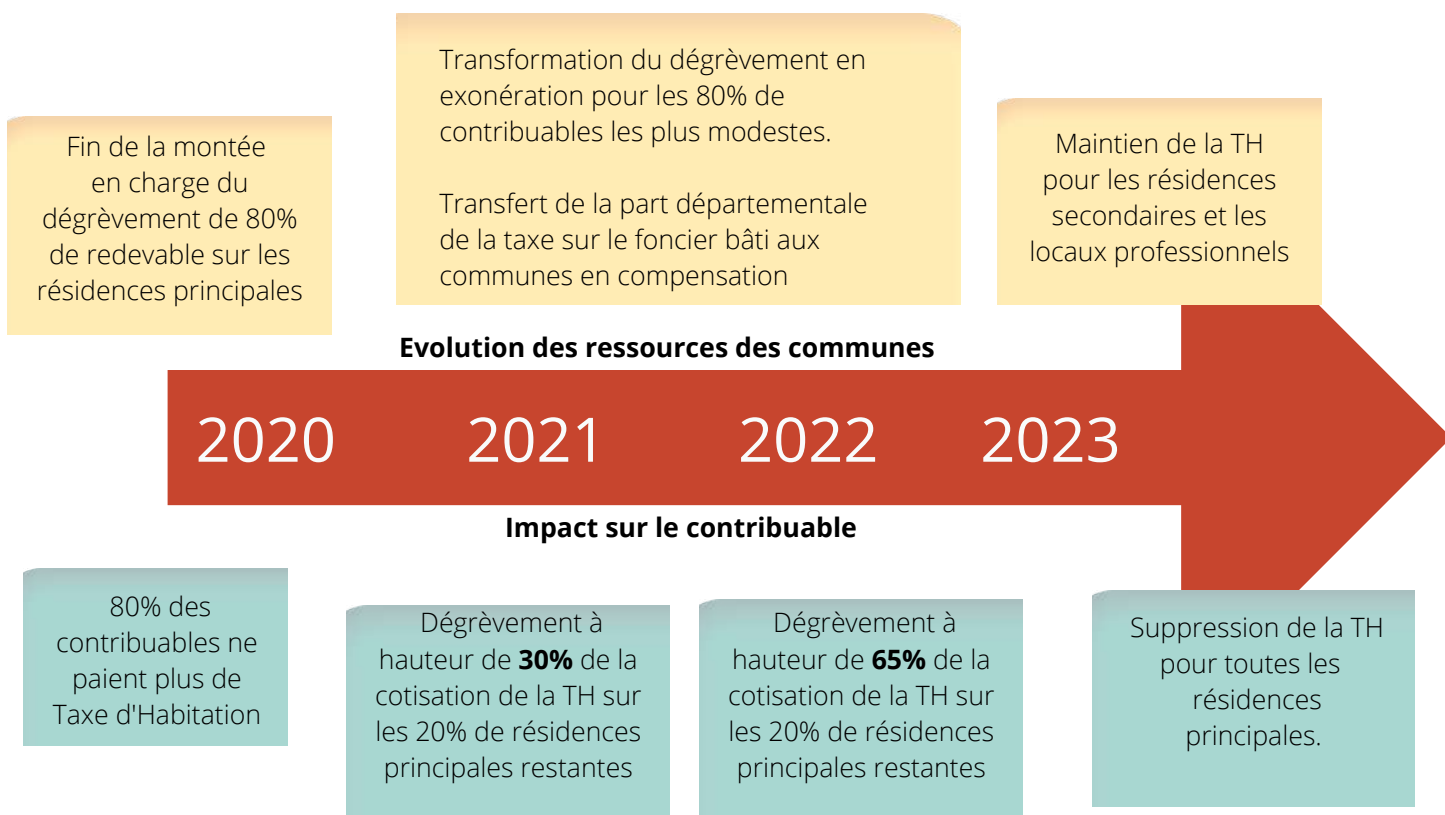 Fin de la montée
en charge du
dégrèvement de 80%
de redevable sur les
résidences principales
Transformation du dégrèvement en
exonération pour les 80% de
contribuables les plus modestes.
Transfert de la part départementale
de la taxe sur le foncier bâti aux
communes en compensation
Maintien de la TH
pour les résidences
secondaires et les
locaux professionnels
Evolution des ressources des communes
2020
2021
2022
2023
Impact sur le contribuable
80% des
contribuables ne
paient plus de
Taxe d'Habitation
Dégrèvement à
hauteur de 30% de la
cotisation de la TH sur
les 20% de résidences
principales restantes
Dégrèvement à
hauteur de 65% de la
cotisation de la TH sur
les 20% de résidences
principales restantes
Suppression de la TH
pour toutes les
résidences
principales.